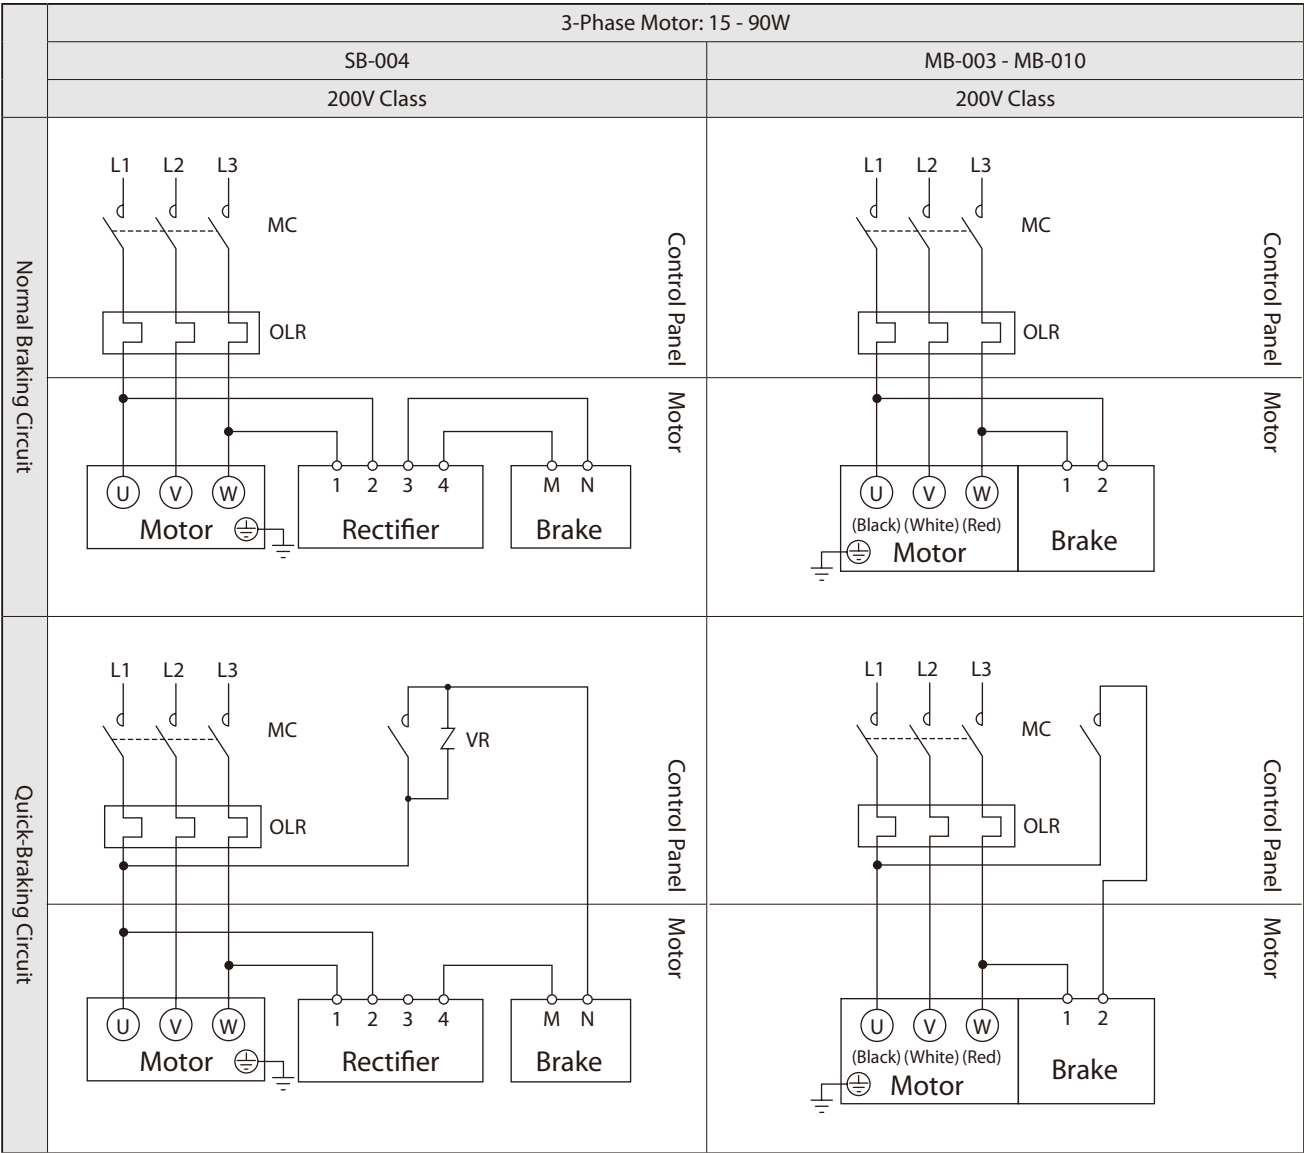 3-Phase Motor: 15 - 90W
SB-004
MB-003 - MB-010
200V Class
200V Class
Normal Braking Circuit
L1 L2 L3
MC
OLR
Control Panel
Motor
U V W
Motor
1 2 3 4
Rectifier
M N
Brake
L1 L2 L3
MC
OLR
Control Panel
Motor
U V W
(Black) (White) (Red)
Motor
1 2
Brake
Quick-Braking Circuit
L1 L2 L3
MC
VR
OLR
Control Panel
Motor
U V W
Motor
1 2 3 4
Rectifier
M N
Brake
L1 L2 L3
MC
OLR
Control Panel
Motor
U V W
(Black) (White) (Red)
Motor
1 2
Brake